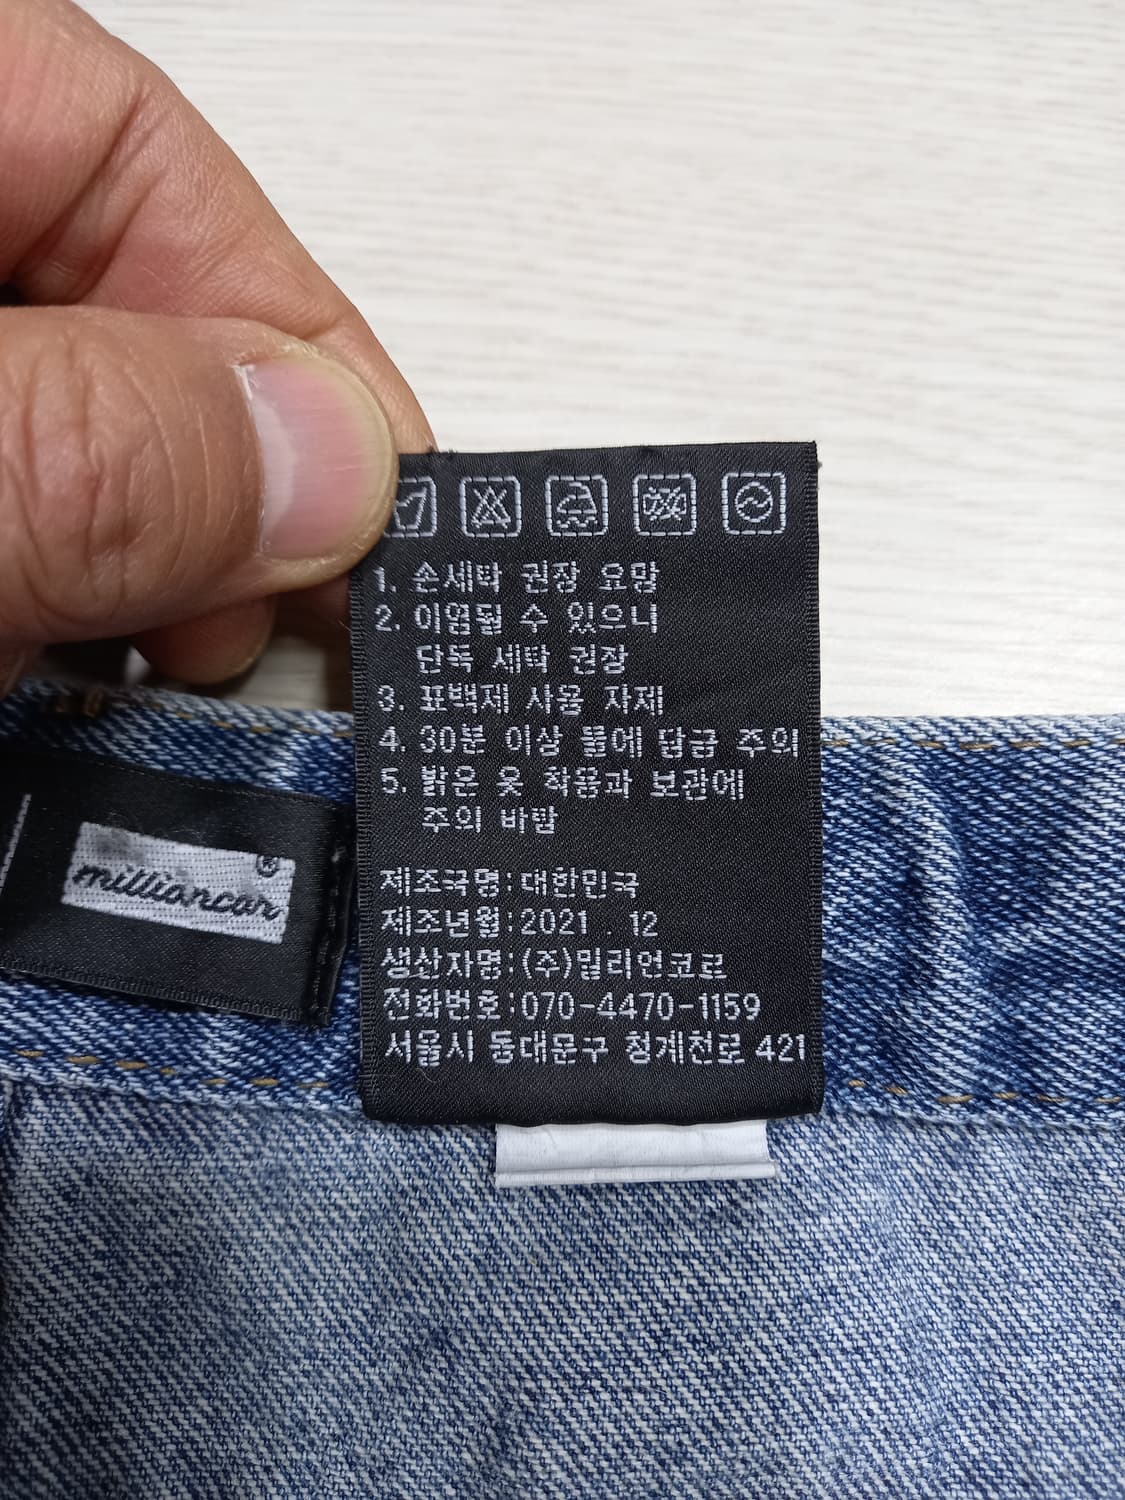 1. 손세탁 권장 요망
2. 이염될 수 있으니
단독 세탁 권장
3. 표백제 사용 자제
4. 30분 이상 물에 담금 주의
5. 밝은 옷 착품과 보관에
주의 바람
제조국명:대한민국
제조년월:2021 . 12
생산자명:(주)밀리언코르
전화번호:070-4470-1159
서울시 동대문구 청계천로 421
millioncor®